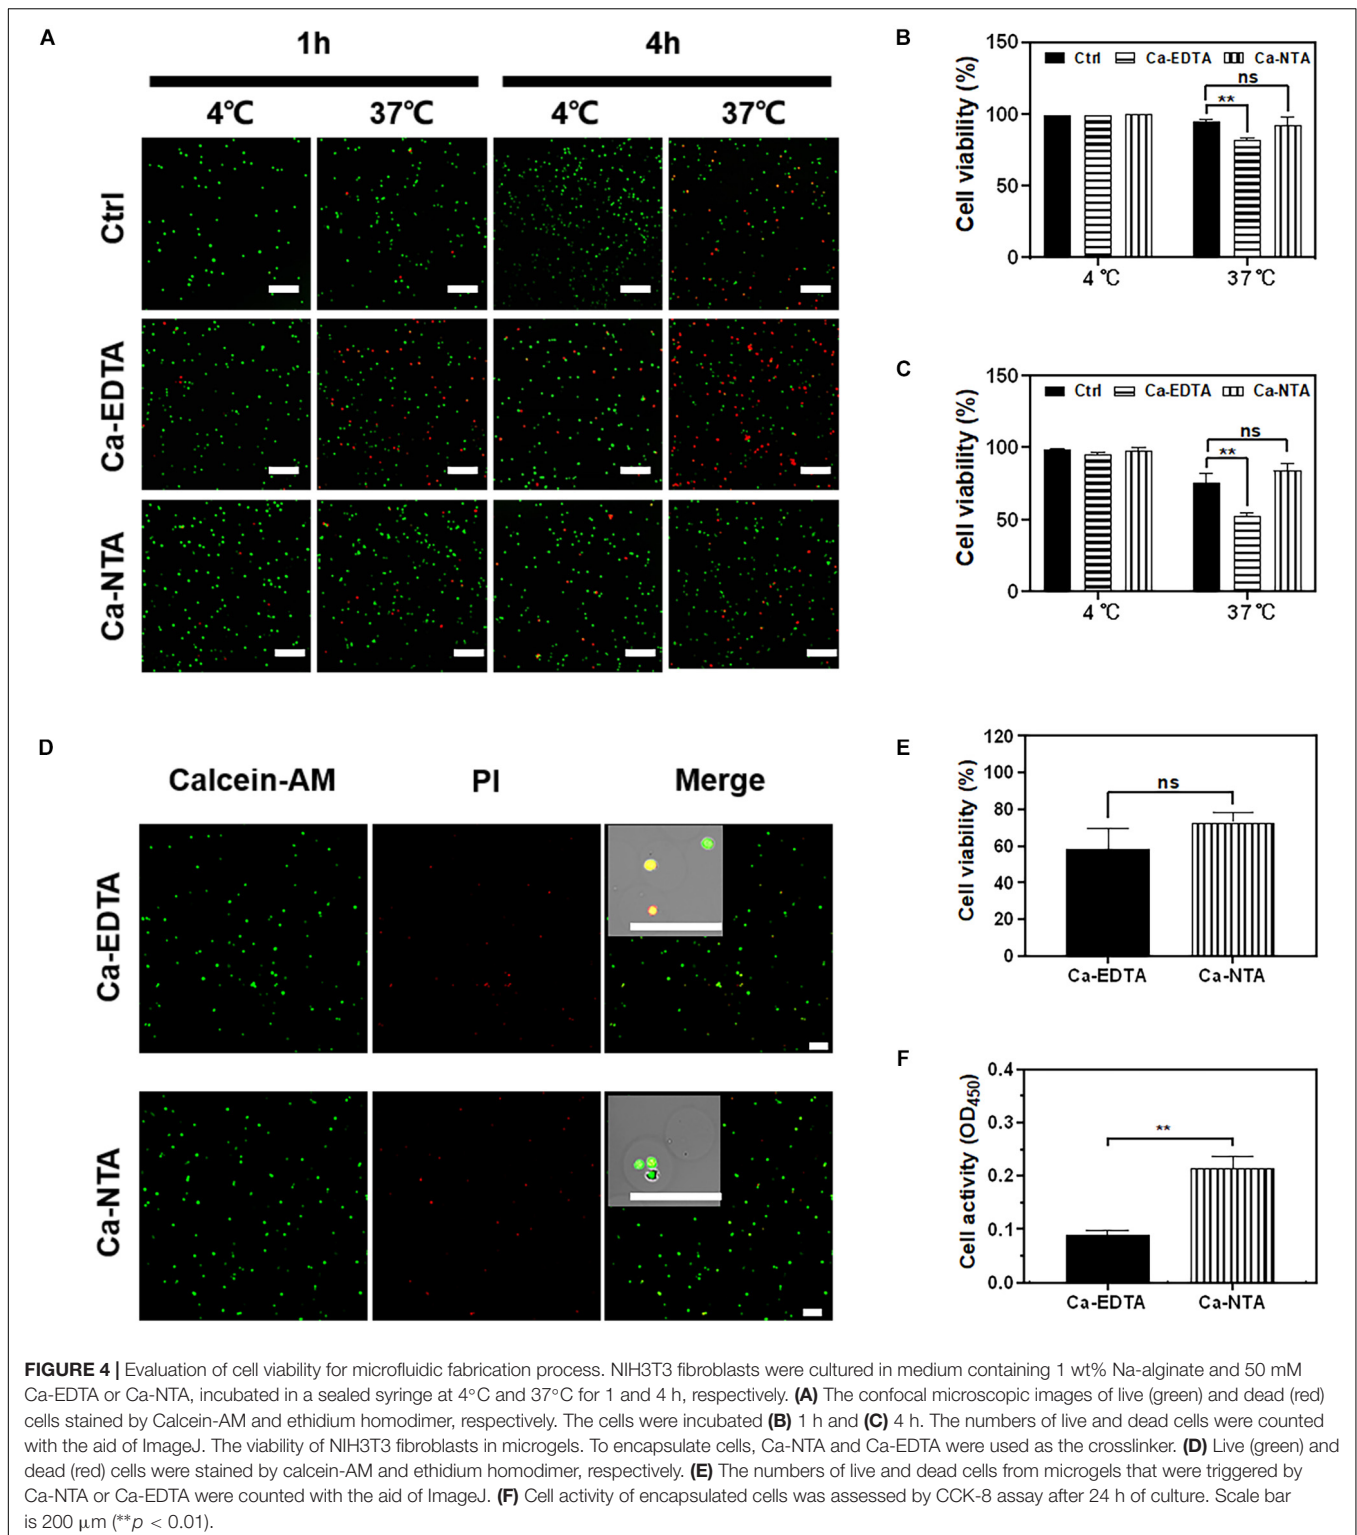 A
1h
4h
4°C
37°C
4°C
37°C
Ctrl
Ca-EDTA
Ca-NTA
B
150
100
50
0
Cell viability (%)
Ctrl
Ca-EDTA
Ca-NTA
ns
**
4 °C
37 °C
C
150
100
50
0
Cell viability (%)
Ctrl
Ca-EDTA
Ca-NTA
ns
**
4 °C
37 °C
D
Calcein-AM
PI
Merge
Ca-EDTA
Ca-NTA
E
120
100
80
60
40
20
0
Cell viability (%)
ns
Ca-EDTA
Ca-NTA
F
0.4
0.3
0.2
0.1
0.0
Cell activity (OD450)
**
Ca-EDTA
Ca-NTA
FIGURE 4 | Evaluation of cell viability for microfluidic fabrication process. NIH3T3 fibroblasts were cultured in medium containing 1 wt% Na-alginate and 50 mM
Ca-EDTA or Ca-NTA, incubated in a sealed syringe at 4°C and 37°C for 1 and 4 h, respectively. (A) The confocal microscopic images of live (green) and dead (red)
cells stained by Calcein-AM and ethidium homodimer, respectively. The cells were incubated (B) 1 h and (C) 4 h. The numbers of live and dead cells were counted
with the aid of ImageJ. The viability of NIH3T3 fibroblasts in microgels. To encapsulate cells, Ca-NTA and Ca-EDTA were used as the crosslinker. (D) Live (green) and
dead (red) cells were stained by calcein-AM and ethidium homodimer, respectively. (E) The numbers of live and dead cells from microgels that were triggered by
Ca-NTA or Ca-EDTA were counted with the aid of ImageJ. (F) Cell activity of encapsulated cells was assessed by CCK-8 assay after 24 h of culture. Scale bar
is 200 μm (**p < 0.01).